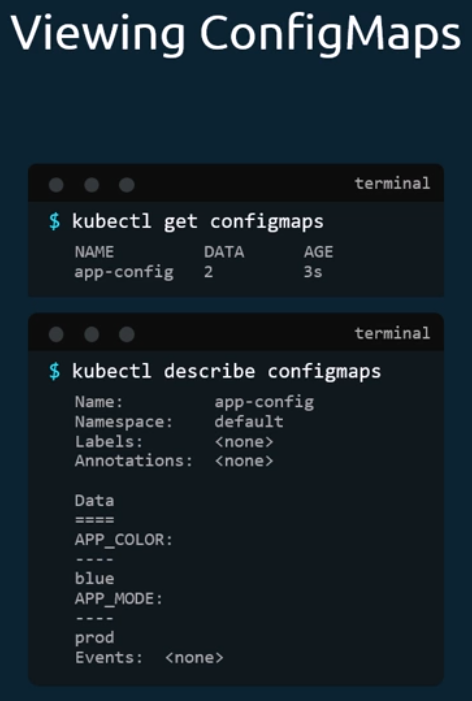 Viewing ConfigMaps
terminal
$ kubectl get configmaps
NAME DATA AGE
app-config 2 3s
terminal
$ kubectl describe configmaps
Name: app-config
Namespace: default
Labels: <none>
Annotations: <none>
Data
====
APP_COLOR:
----
blue
APP_MODE:
----
prod
Events: <none>